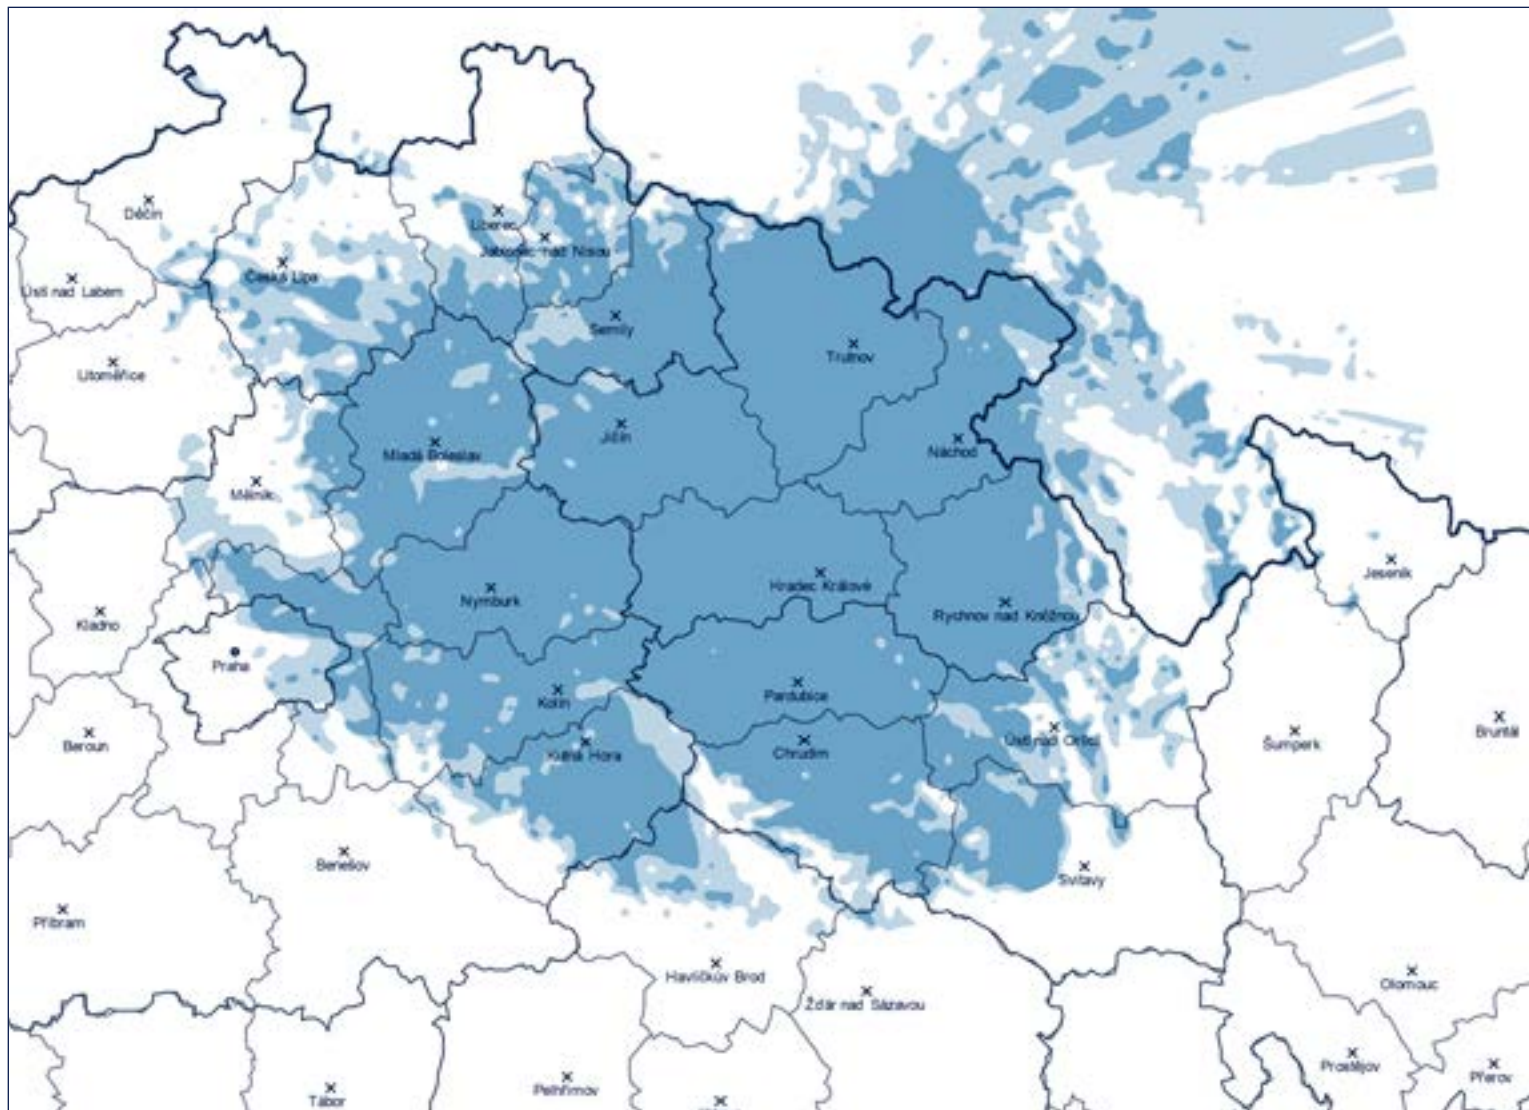 Děčín
Liberec
Jablonec nad Nisou
Česká Lípa
Ústí nad Labem
Semily
Trutnov
Litoměřice
Jičín
Mladá Boleslav
Náchod
Mělník
Jeseník
Hradec Králové
Nymburk
Rychnov nad Kněžnou
Kladno
Praha
Kolín
Pardubice
Beroun
Kutná Hora
Chrudim
Ústí nad Orlicí
Šumperk
Bruntál
Benešov
Svitavy
Příbram
Havlíčkův Brod
Žďár nad Sázavou
Olomouc
Prostějov
Přerov
Pelhřimov
Tábor